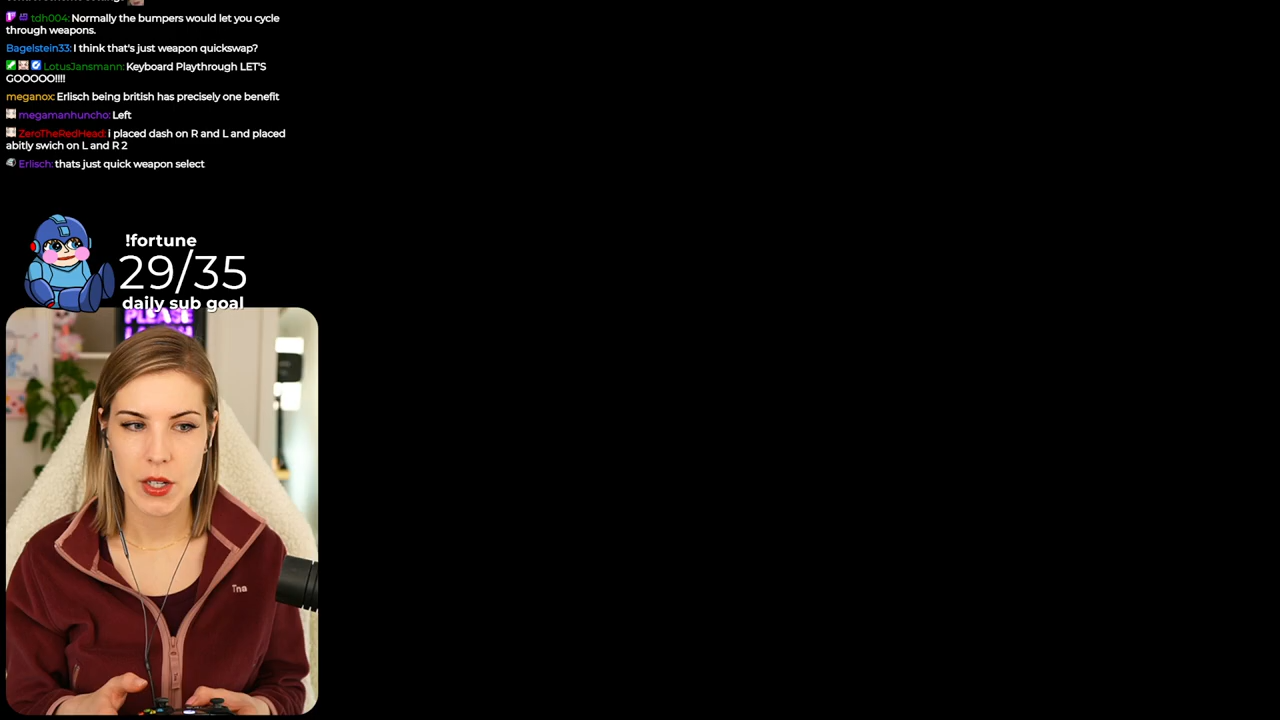 tdh004: Normally the bumpers would let you cycle
through weapons.
Bagelstein33: I think that's just weapon quickswap?
LotusJansmann: Keyboard Playthrough LET'S
GOOOOO!!!!
meganox: Erlisch being british has precisely one benefit
megamanhuncho: Left
ZeroTheRedHead: i placed dash on R and L and placed
abitly swich on L and R 2
Erlisch: thats just quick weapon select
!fortune
29/35
daily sub goal
PLEASE